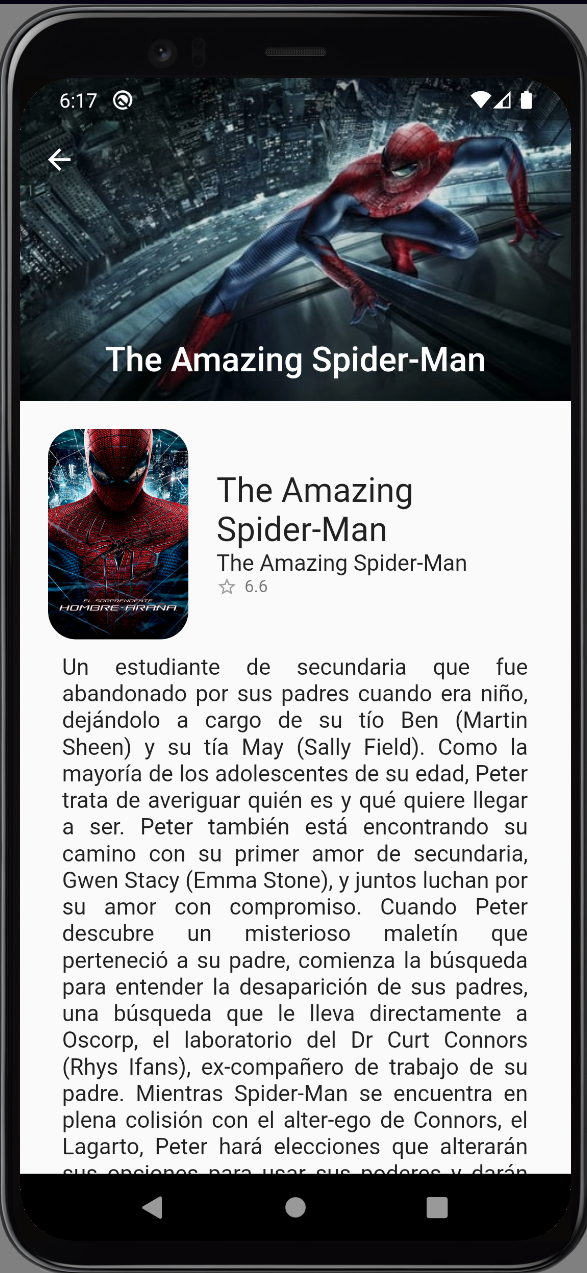 6:17
The Amazing Spider-Man
The Amazing
Spider-Man
The Amazing Spider-Man
6.6
EL SORPRENDENTE
HOMBRE-ARAÑA
Un estudiante de secundaria que fue
abandonado por sus padres cuando era niño,
dejándolo a cargo de su tío Ben (Martin
Sheen) y su tía May (Sally Field). Como la
mayoría de los adolescentes de su edad, Peter
trata de averiguar quién es y qué quiere llegar
a ser. Peter también está encontrando su
camino con su primer amor de secundaria,
Gwen Stacy (Emma Stone), y juntos luchan por
su amor con compromiso. Cuando Peter
descubre un misterioso maletín que
perteneció a su padre, comienza la búsqueda
para entender la desaparición de sus padres,
una búsqueda que le lleva directamente a
Oscorp, el laboratorio del Dr Curt Connors
(Rhys Ifans), ex-compañero de trabajo de su
padre. Mientras Spider-Man se encuentra en
plena colisión con el alter-ego de Connors, el
Lagarto, Peter hará elecciones que alterarán
sus opciones para usar sus poderes y darán